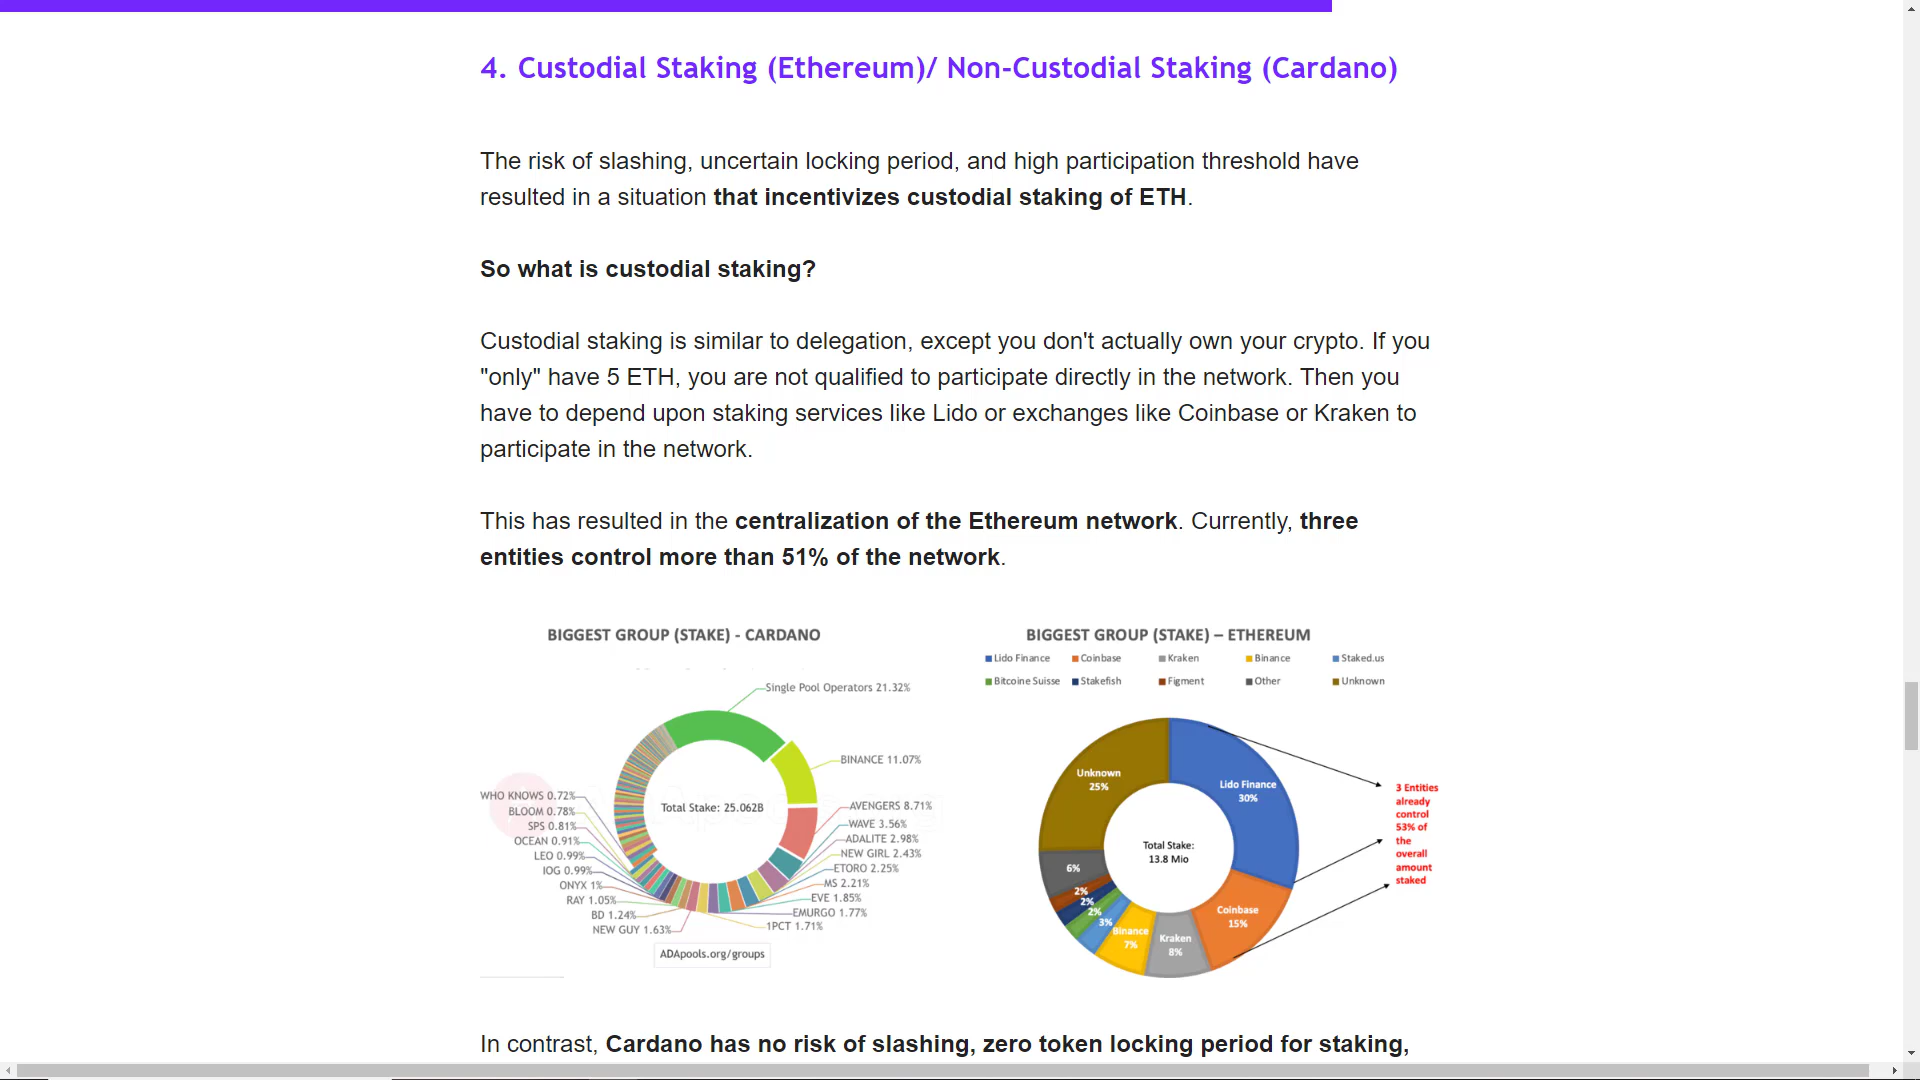 4. Custodial Staking (Ethereum)/ Non-Custodial Staking (Cardano)
The risk of slashing, uncertain locking period, and high participation threshold have
resulted in a situation that incentivizes custodial staking of ETH.
So what is custodial staking?
Custodial staking is similar to delegation, except you don't actually own your crypto. If you
"only" have 5 ETH, you are not qualified to participate directly in the network. Then you
have to depend upon staking services like Lido or exchanges like Coinbase or Kraken to
participate in the network.
This has resulted in the centralization of the Ethereum network. Currently, three
entities control more than 51% of the network.
BIGGEST GROUP (STAKE) - CARDANO
Single Pool Operators 21.32%
BINANCE 11.07%
AVENGERS 8.71%
WAVE 3.56%
ADALITE 2.98%
NEW GIRL 2.43%
ETORO 2.25%
MS 2.21%
EVE 1.85%
EMURGO 1.77%
1PCT 1.71%
WHO KNOWS 0.72%
BLOOM 0.78%
SPS 0.81%
OCEAN 0.91%
LEO 0.99%
IOG 0.99%
ONYX 1%
RAY 1.05%
BD 1.24%
NEW GUY 1.63%
Total Stake: 25.062B
ADApools.org/groups
BIGGEST GROUP (STAKE) – ETHEREUM
Lido Finance Coinbase Kraken Binance Staked.us
Bitcoine Suisse Stakefish Figment Other Unknown
Unknown
25%
Lido Finance
30%
Total Stake:
13.8 Mio
6%
2%
2%
2%
3%
Binance
7%
Kraken
8%
Coinbase
15%
3 Entities
already
control
53% of
the
overall
amount
staked
In contrast, Cardano has no risk of slashing, zero token locking period for staking,